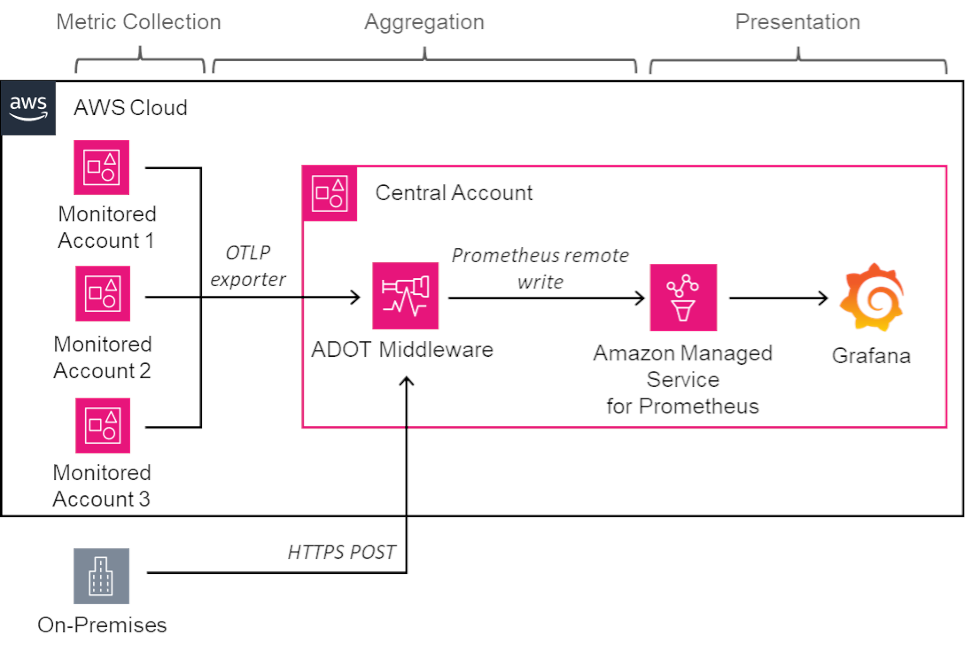 Metric Collection
Aggregation
Presentation
aws
AWS Cloud
Monitored
Account 1
Monitored
Account 2
Monitored
Account 3
OTLP
exporter
Central Account
ADOT Middleware
Prometheus remote
write
Amazon Managed
Service
for Prometheus
Grafana
HTTPS POST
On-Premises